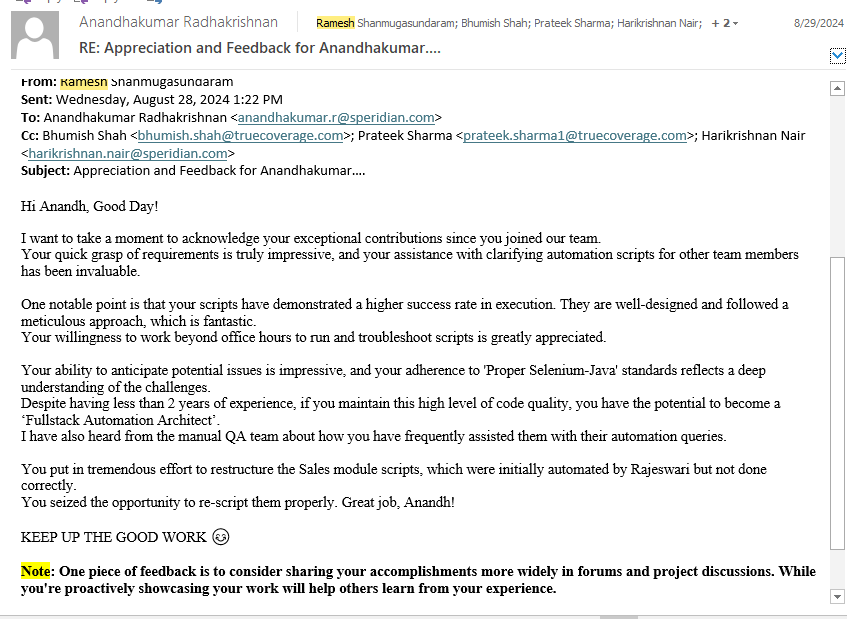 Anandhakumar Radhakrishnan
Ramesh Shanmugasundaram; Bhumish Shah; Prateek Sharma; Harikrishnan Nair; + 2
8/29/2024
RE: Appreciation and Feedback for Anandhakumar....
From: Ramesh Shanmugasundaram
Sent: Wednesday, August 28, 2024 1:22 PM
To: Anandhakumar Radhakrishnan <anandhakumar.r@speridian.com>
Cc: Bhumish Shah <bhumish.shah@truecoverage.com>; Prateek Sharma <prateek.sharma1@truecoverage.com>; Harikrishnan Nair
<harikrishnan.nair@speridian.com>
Subject: Appreciation and Feedback for Anandhakumar....
Hi Anandh, Good Day!
I want to take a moment to acknowledge your exceptional contributions since you joined our team.
Your quick grasp of requirements is truly impressive, and your assistance with clarifying automation scripts for other team members
has been invaluable.
One notable point is that your scripts have demonstrated a higher success rate in execution. They are well-designed and followed a
meticulous approach, which is fantastic.
Your willingness to work beyond office hours to run and troubleshoot scripts is greatly appreciated.
Your ability to anticipate potential issues is impressive, and your adherence to 'Proper Selenium-Java' standards reflects a deep
understanding of the challenges.
Despite having less than 2 years of experience, if you maintain this high level of code quality, you have the potential to become a
‘Fullstack Automation Architect’.
I have also heard from the manual QA team about how you have frequently assisted them with their automation queries.
You put in tremendous effort to restructure the Sales module scripts, which were initially automated by Rajeswari but not done
correctly.
You seized the opportunity to re-script them properly. Great job, Anandh!
KEEP UP THE GOOD WORK 😊
Note: One piece of feedback is to consider sharing your accomplishments more widely in forums and project discussions. While
you're proactively showcasing your work will help others learn from your experience.